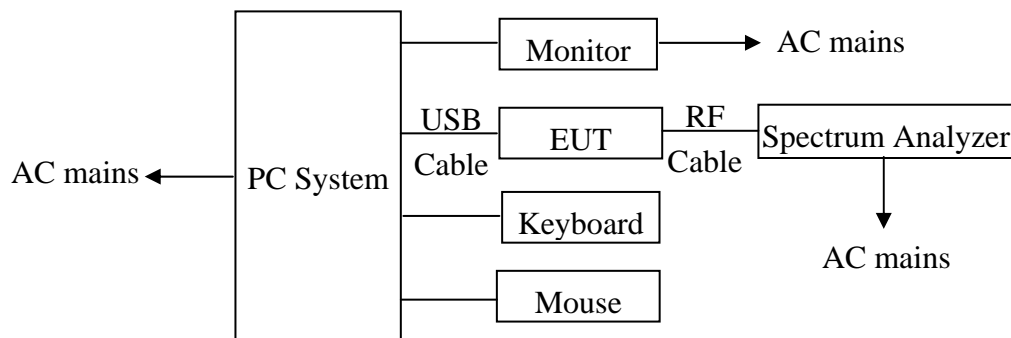 Monitor
AC mains
USB
Cable
EUT
RF
Cable
Spectrum Analyzer
AC mains
PC System
Keyboard
AC mains
Mouse